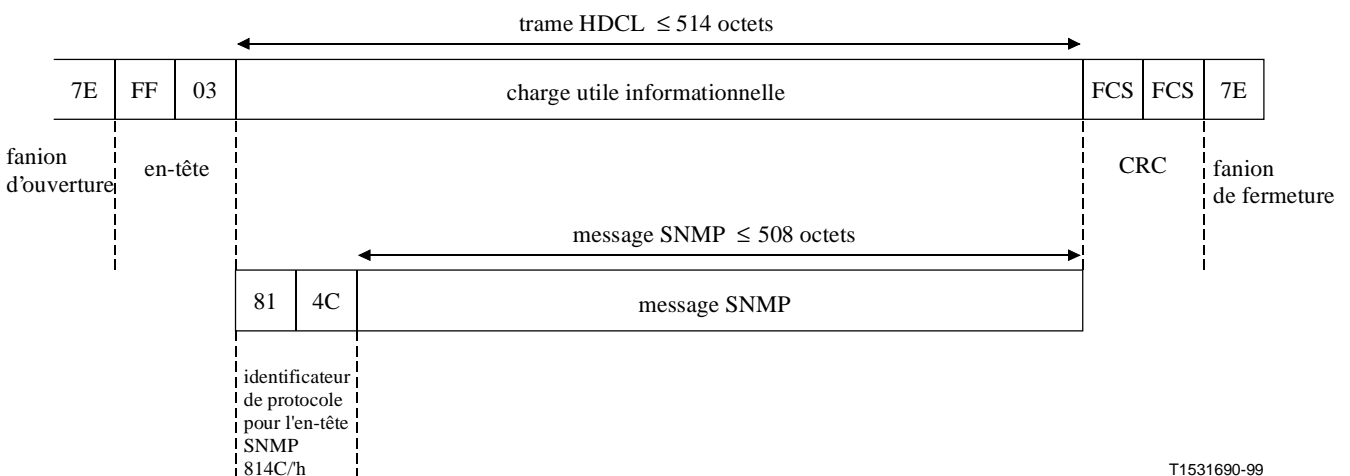 trame HDCL ≤ 514 octets
7E FF 03 charge utile informationnelle FCS FCS 7E
fanion
d'ouverture
en-tête
CRC
fanion
de fermeture
message SNMP ≤ 508 octets
81 4C message SNMP
identificateur
de protocole
pour l'en-tête
SNMP
814C/'h
T1531690-99